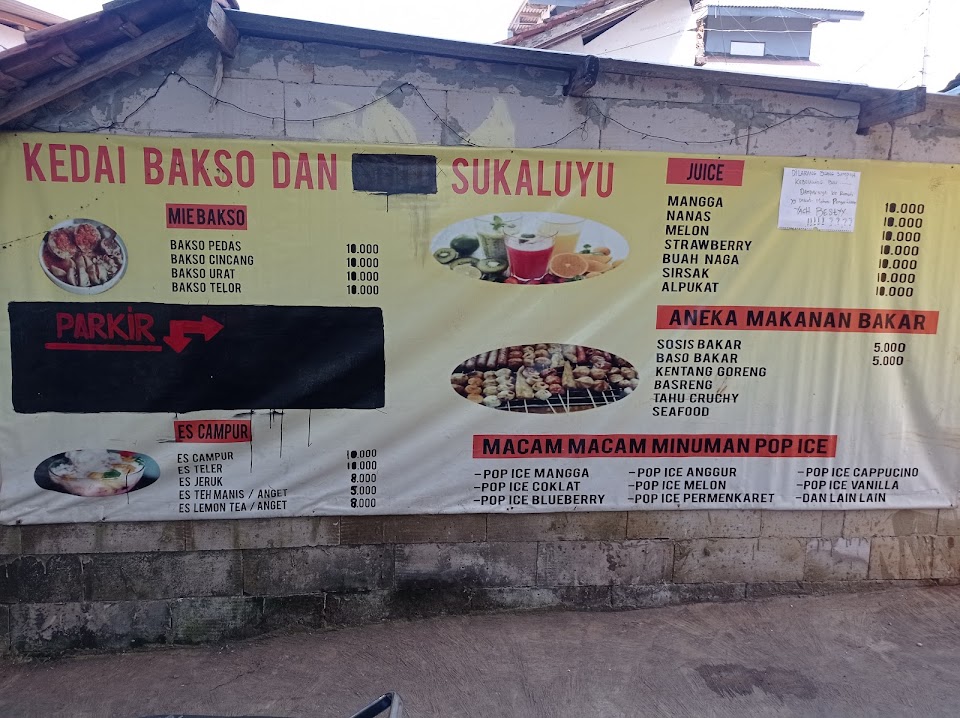 KEDAI BAKSO DAN SUKALUYU
MIE BAKSO
BAKSO PEDAS 10.000
BAKSO CINCANG 10.000
BAKSO URAT 10.000
BAKSO TELOR 10.000
PARKIR
ES CAMPUR
ES CAMPUR 10.000
ES TELER 10.000
ES JERUK 8.000
ES TEH MANIS / ANGET 5.000
ES LEMON TEA / ANGET 8.000
JUICE
MANGGA 10.000
NANAS 10.000
MELON 10.000
STRAWBERRY 10.000
BUAH NAGA 10.000
SIRSAK 10.000
ALPUKAT 10.000
DILARANG BUANG SAMPAH
ANEKA MAKANAN BAKAR
SOSIS BAKAR 5.000
BASO BAKAR 5.000
KENTANG GORENG
BASRENG
TAHU CRUCHY
SEAFOOD
MACAM MACAM MINUMAN POP ICE
-POP ICE MANGGA -POP ICE ANGGUR -POP ICE CAPPUCINO
-POP ICE COKLAT -POP ICE MELON -POP ICE VANILLA
-POP ICE BLUEBERRY -POP ICE PERMENKARET -DAN LAIN LAIN